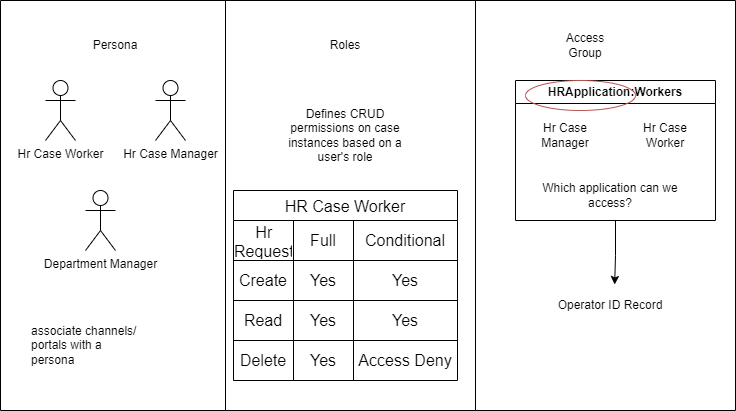 Persona
Hr Case Worker
Hr Case Manager
Department Manager
associate channels/
portals with a
persona
Roles
Defines CRUD
permissions on case
instances based on a
user's role
HR Case Worker
Hr
Request
Full
Conditional
Create
Yes
Yes
Read
Yes
Yes
Delete
Yes
Access Deny
Access
Group
HRApplication:Workers
Hr Case
Manager
Hr Case
Worker
Which application can we
access?
Operator ID Record